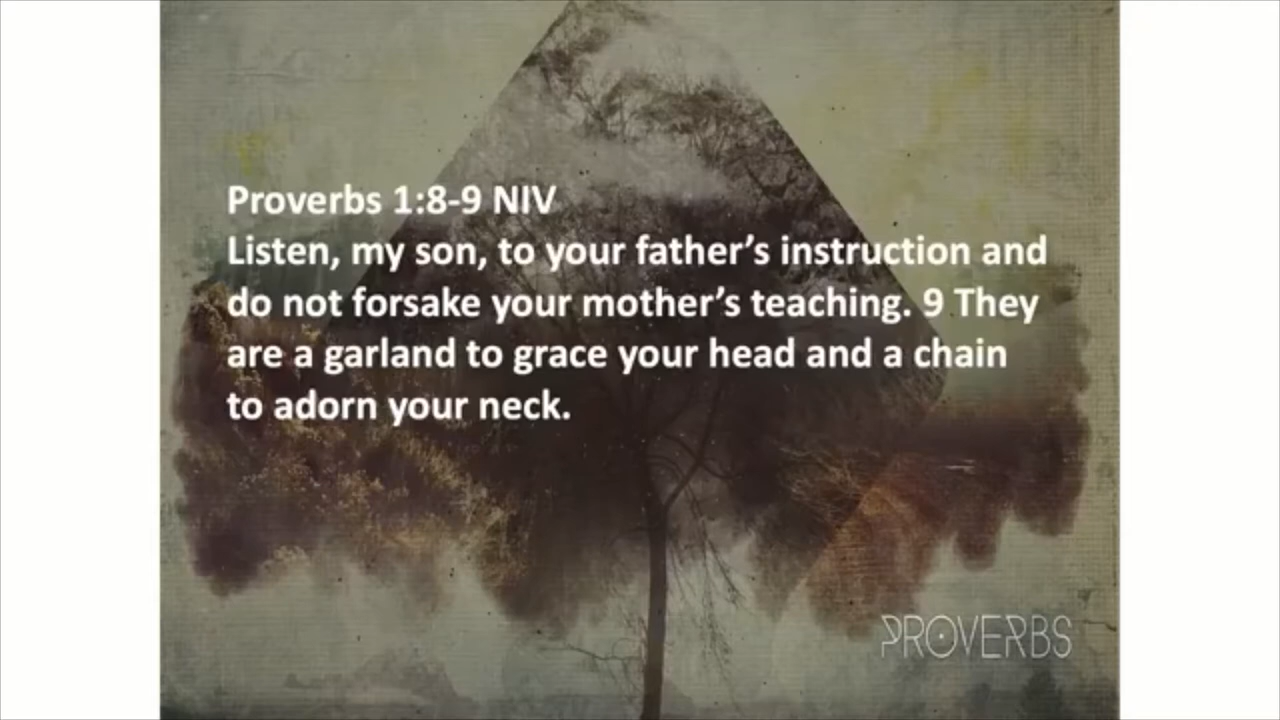 Proverbs 1:8-9 NIV
Listen, my son, to your father’s instruction and
do not forsake your mother’s teaching. 9 They
are a garland to grace your head and a chain
to adorn your neck.
PROVERBS